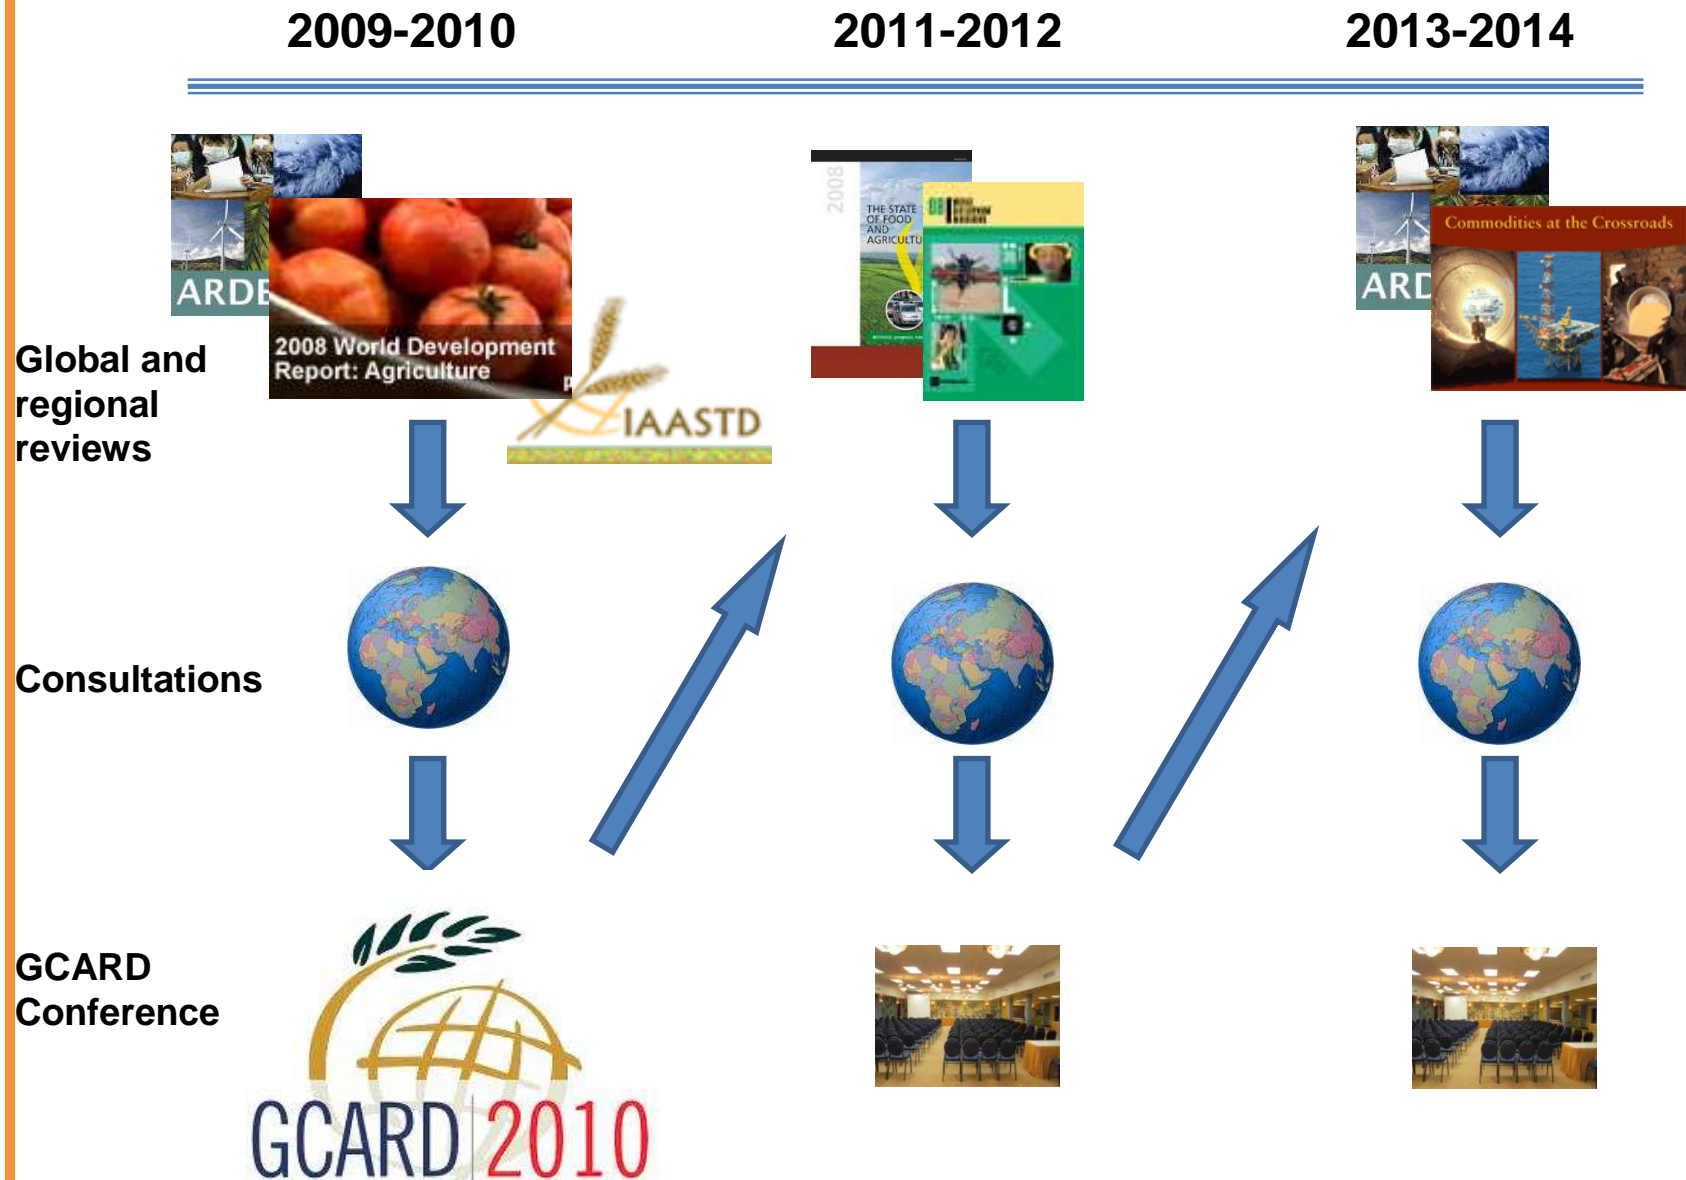 2009-2010
2011-2012
2013-2014
ARDE
2008 World Development
Report: Agriculture
IAASTD
2008
THE STATE
OF FOOD
AND
AGRICULTU
ARD
Commodities at the Crossroads
Global and
regional
reviews
Consultations
GCARD
Conference
GCARD 2010